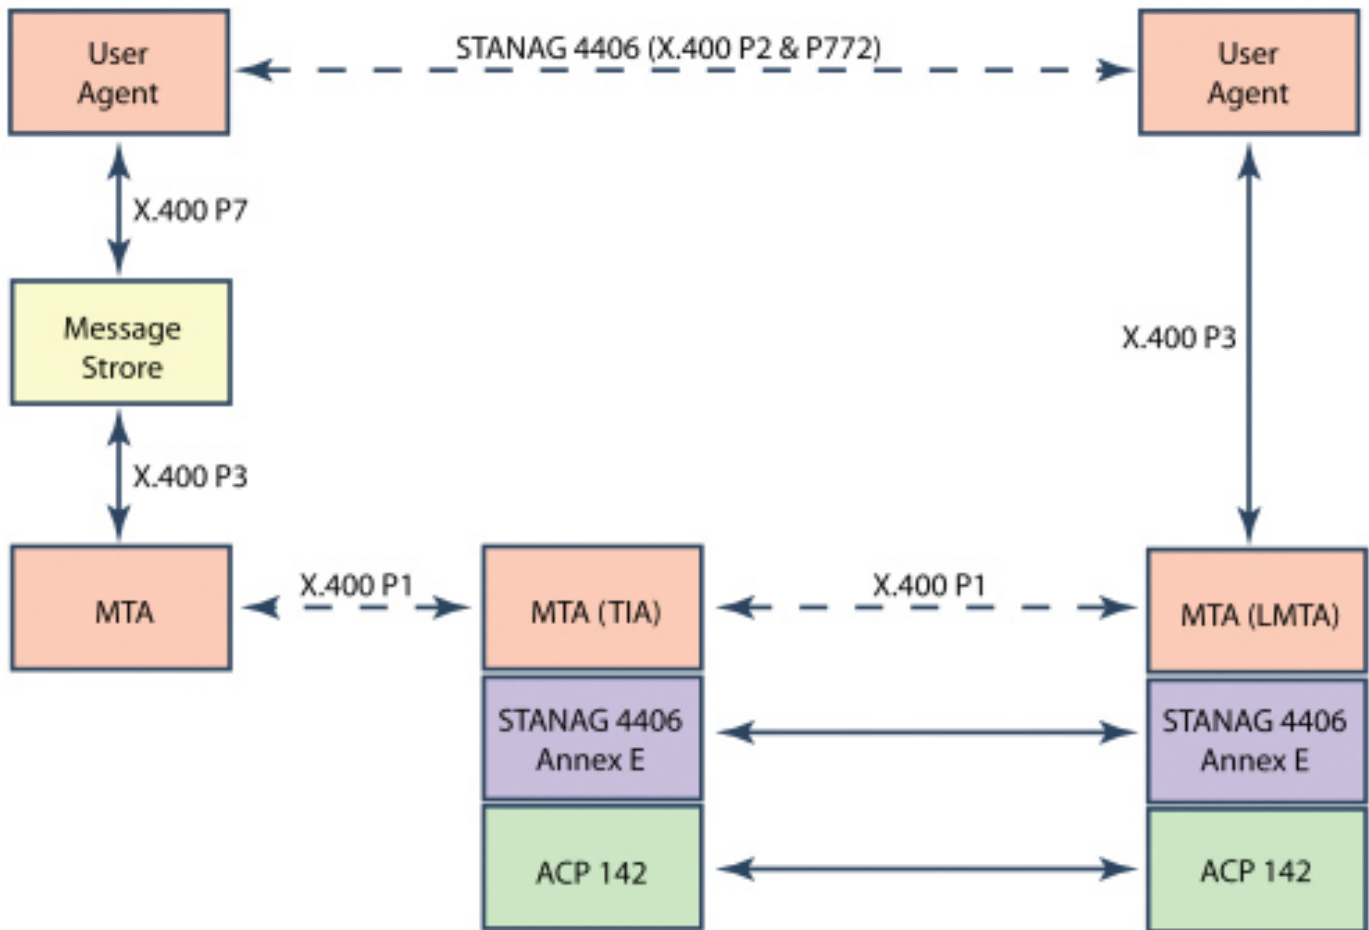 User
Agent
STANAG 4406 (X.400 P2 & P772)
User
Agent
X.400 P7
Message
Strore
X.400 P3
X.400 P3
MTA
X.400 P1
MTA (TIA)
X.400 P1
MTA (LMTA)
STANAG 4406
Annex E
STANAG 4406
Annex E
ACP 142
ACP 142